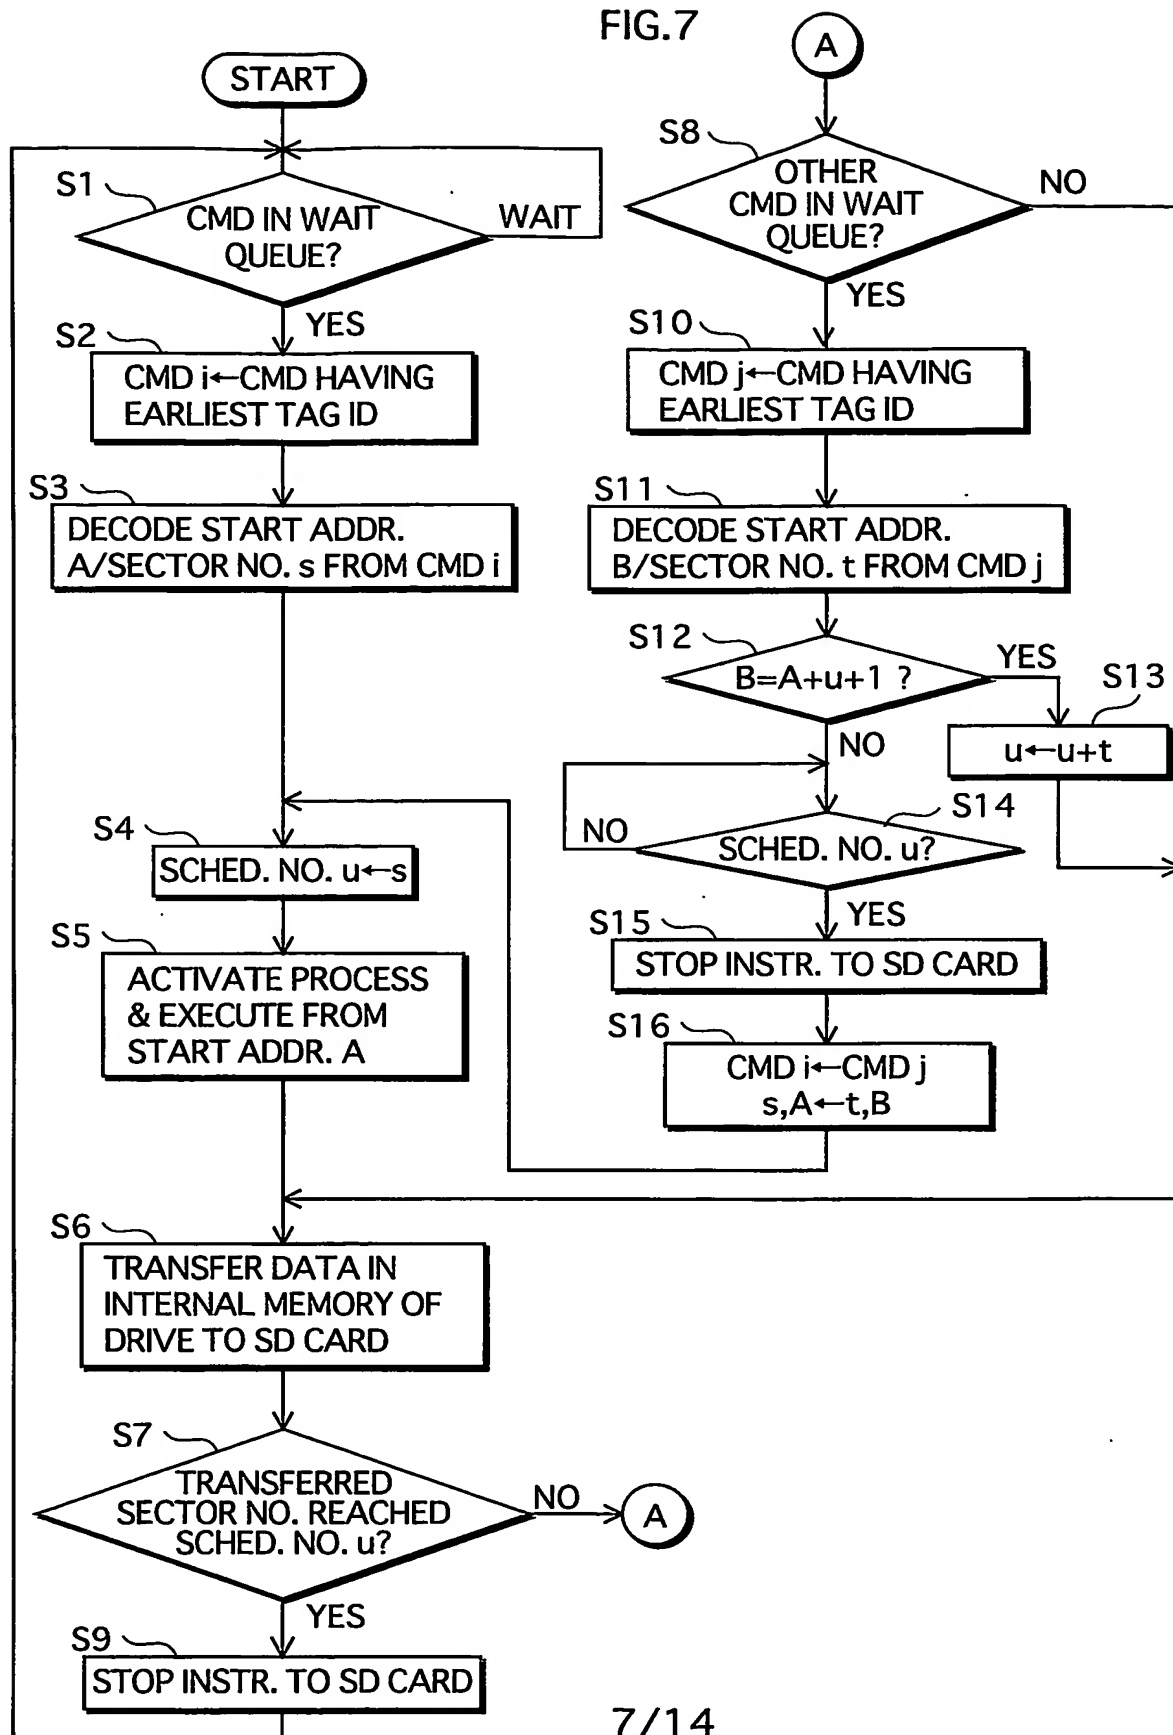 FIG.7
START
S1
CMD IN WAIT
QUEUE?
WAIT
YES
S2
CMD i←CMD HAVING
EARLIEST TAG ID
S3
DECODE START ADDR.
A/SECTOR NO. s FROM CMD i
S4
SCHED. NO. u←s
S5
ACTIVATE PROCESS
& EXECUTE FROM
START ADDR. A
S6
TRANSFER DATA IN
INTERNAL MEMORY OF
DRIVE TO SD CARD
S7
TRANSFERRED
SECTOR NO. REACHED
SCHED. NO. u?
NO
A
YES
S9
STOP INSTR. TO SD CARD
A
S8
OTHER
CMD IN WAIT
QUEUE?
NO
YES
S10
CMD j←CMD HAVING
EARLIEST TAG ID
S11
DECODE START ADDR.
B/SECTOR NO. t FROM CMD j
S12
B=A+u+1 ?
YES
S13
u←u+t
NO
S14
SCHED. NO. u?
NO
YES
S15
STOP INSTR. TO SD CARD
S16
CMD i←CMD j
s,A←t,B
7/14